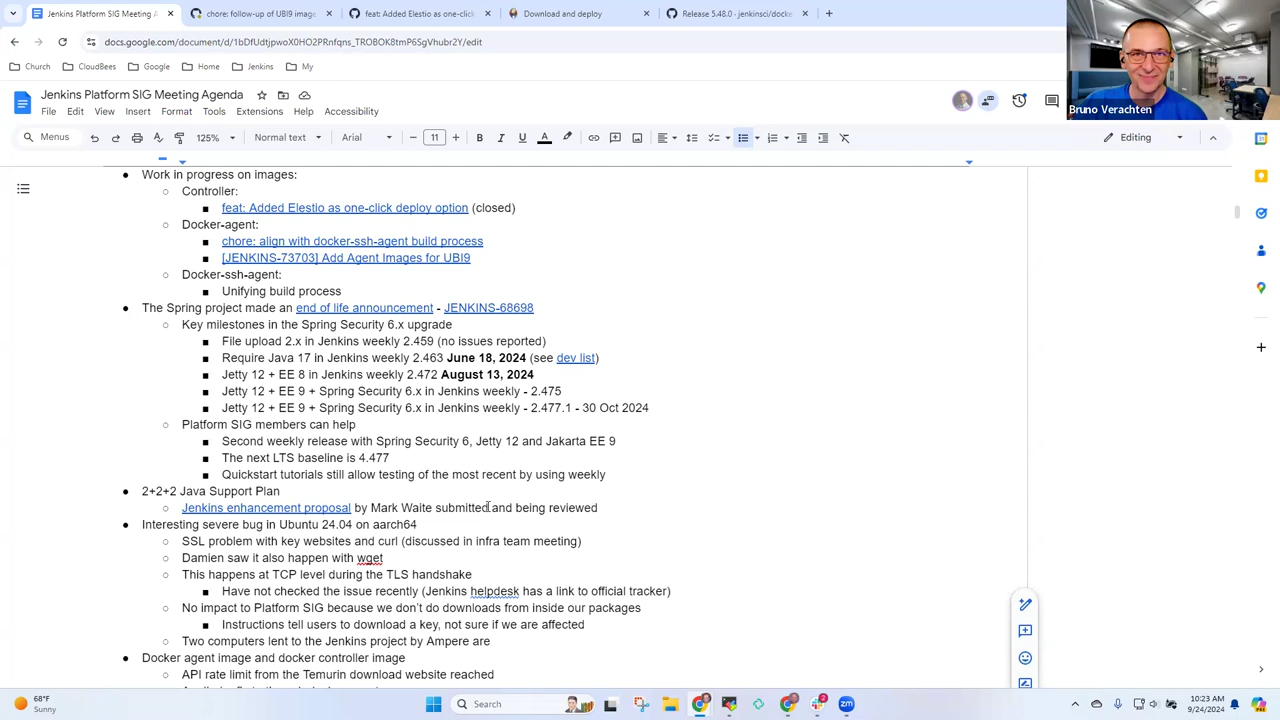 Jenkins Platform SIG Meeting A
chore: follow-up of UBI9 image
feat: Added Elestio as one-click
Download and deploy
Release 5.48.0 · jenkinsci/docke
docs.google.com/document/d/1bDfUdtjpwoX0HO2PRnfqns_TROBOK8tmP6SgVhubr2Y/edit
Church
CloudBees
Google
Home
Jenkins
My
Jenkins Platform SIG Meeting Agenda
File Edit View Insert Format Tools Extensions Help Accessibility
Menus
125%
Normal text
Arial
11
Editing
Bruno Verachten
Work in progress on images:
Controller:
feat: Added Elestio as one-click deploy option (closed)
Docker-agent:
chore: align with docker-ssh-agent build process
[JENKINS-73703] Add Agent Images for UBI9
Docker-ssh-agent:
Unifying build process
The Spring project made an end of life announcement - JENKINS-68698
Key milestones in the Spring Security 6.x upgrade
File upload 2.x in Jenkins weekly 2.459 (no issues reported)
Require Java 17 in Jenkins weekly 2.463 June 18, 2024 (see dev list)
Jetty 12 + EE 8 in Jenkins weekly 2.472 August 13, 2024
Jetty 12 + EE 9 + Spring Security 6.x in Jenkins weekly - 2.475
Jetty 12 + EE 9 + Spring Security 6.x in Jenkins weekly - 2.477.1 - 30 Oct 2024
Platform SIG members can help
Second weekly release with Spring Security 6, Jetty 12 and Jakarta EE 9
The next LTS baseline is 4.477
Quickstart tutorials still allow testing of the most recent by using weekly
2+2+2 Java Support Plan
Jenkins enhancement proposal by Mark Waite submitted and being reviewed
Interesting severe bug in Ubuntu 24.04 on aarch64
SSL problem with key websites and curl (discussed in infra team meeting)
Damien saw it also happen with wget
This happens at TCP level during the TLS handshake
Have not checked the issue recently (Jenkins helpdesk has a link to official tracker)
No impact to Platform SIG because we don't do downloads from inside our packages
Instructions tell users to download a key, not sure if we are affected
Two computers lent to the Jenkins project by Ampere are
Docker agent image and docker controller image
API rate limit from the Temurin download website reached
68°F
Sunny
Search
10:23 AM
9/24/2024